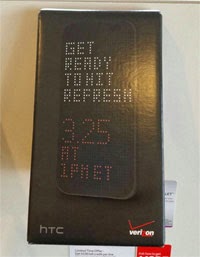 GET
READY
TO HIT
REFRESH
3.25
AT
1PM ET
htc
verizon